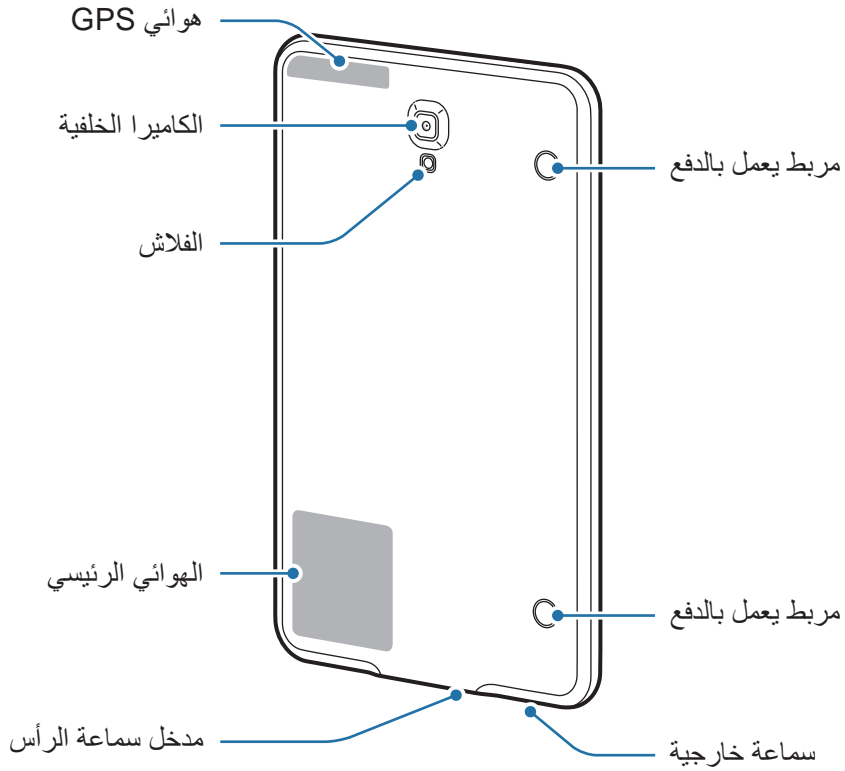 هوائي GPS
الكاميرا الخلفية
مربط يعمل بالدفع
الفلاش
الهوائي الرئيسي
مربط يعمل بالدفع
مدخل سماعة الرأس
سماعة خارجية